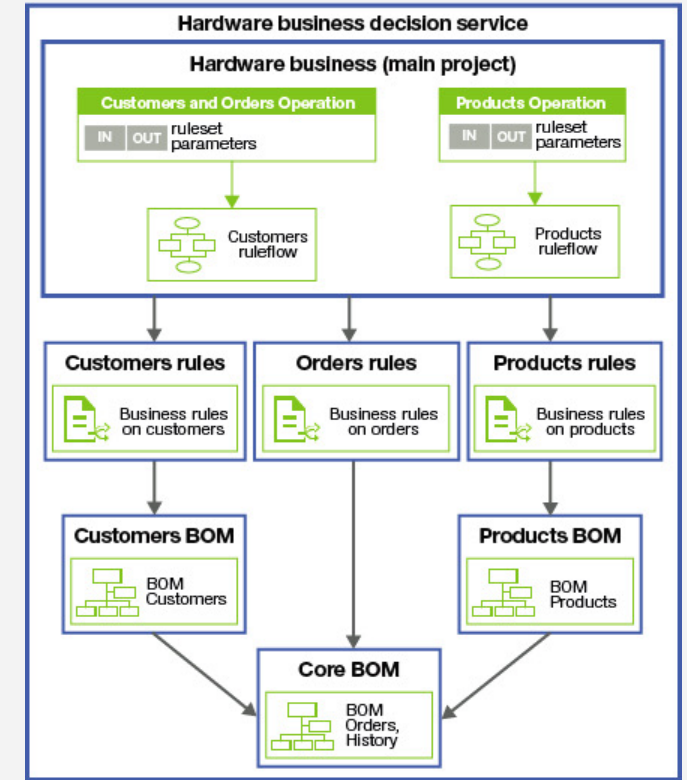 Hardware business decision service
Hardware business (main project)
Customers and Orders Operation
IN OUT ruleset
parameters
Products Operation
IN OUT ruleset
parameters
Customers
ruleflow
Products
ruleflow
Customers rules
Business rules
on customers
Orders rules
Business rules
on orders
Products rules
Business rules
on products
Customers BOM
BOM
Customers
Products BOM
BOM
Products
Core BOM
BOM
Orders,
History